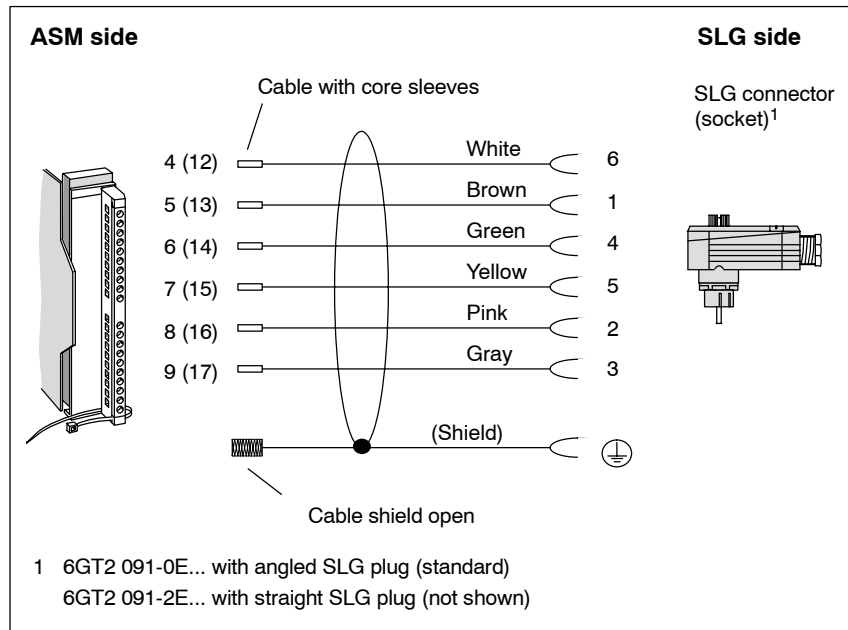 ASM side
SLG side
Cable with core sleeves
SLG connector
(socket)1
4 (12) White 6
5 (13) Brown 1
6 (14) Green 4
7 (15) Yellow 5
8 (16) Pink 2
9 (17) Gray 3
(Shield)
Cable shield open
1 6GT2 091-0E... with angled SLG plug (standard)
6GT2 091-2E... with straight SLG plug (not shown)